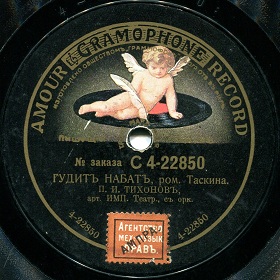 AMOUR GRAMOPHONE RECORD
№ заказа С 4-22850
ГУДИТЪ НАБАТЪ, ром. Таскина.
П. И. ТИХОНОВЪ,
арт. ИМП. Театр., съ орк.
4-22850
4-22850
Агентство
ПРАВЪ